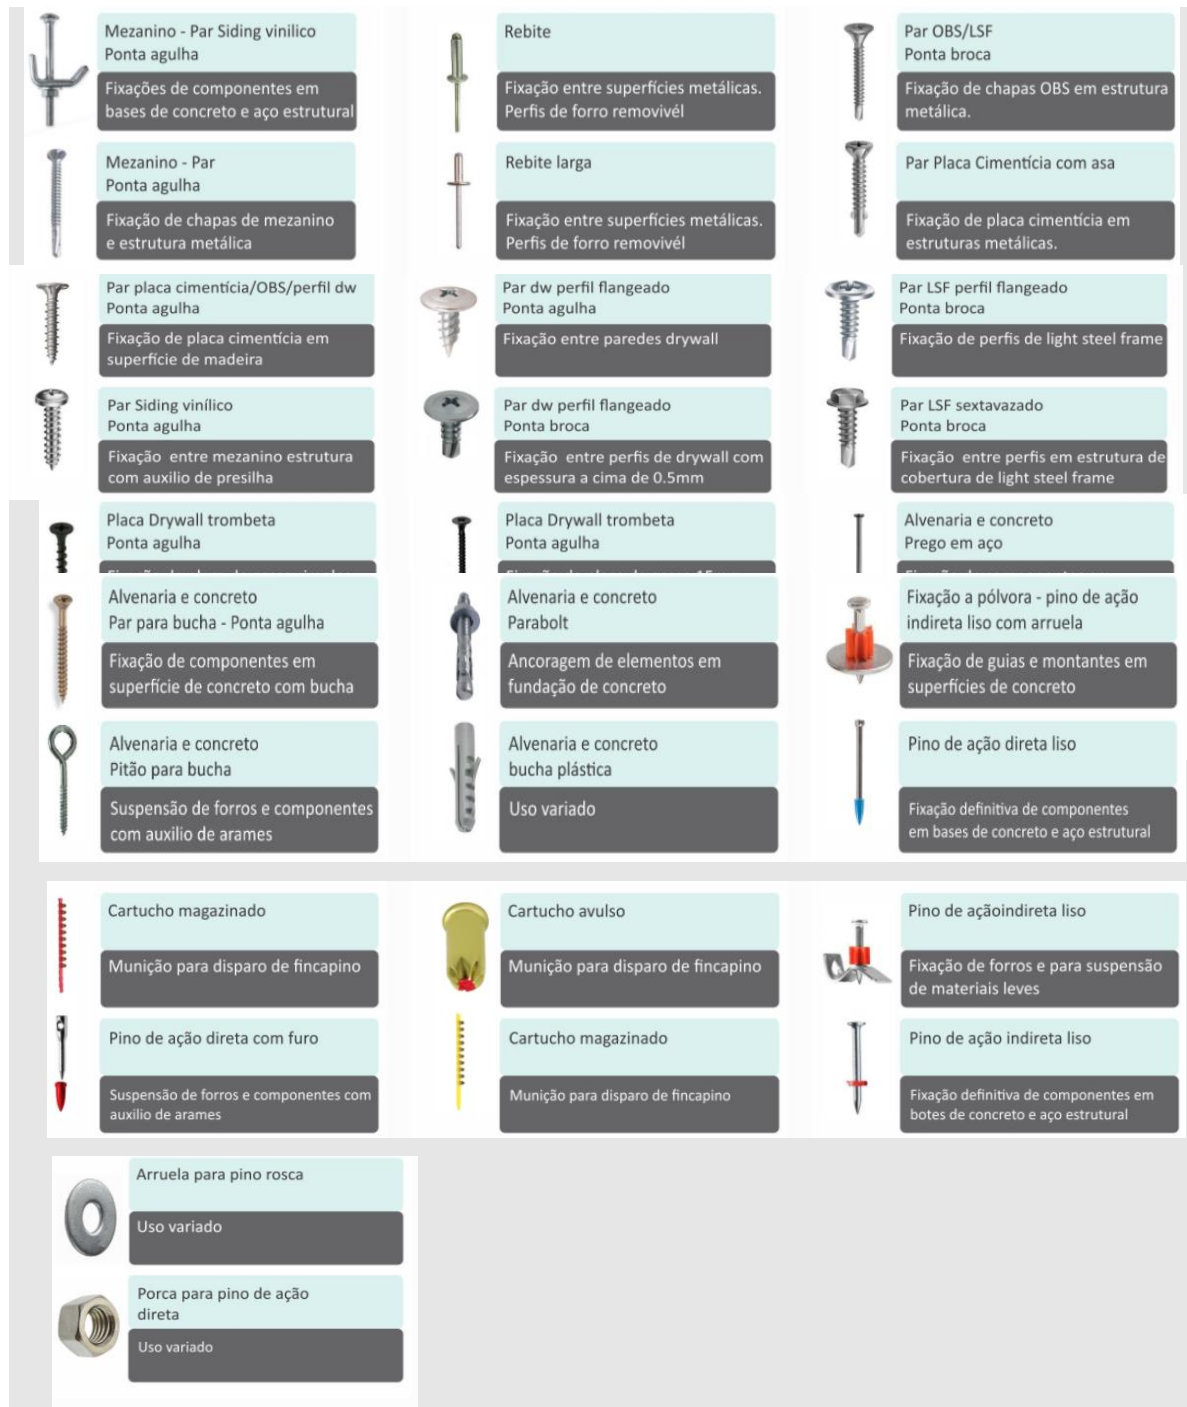 Mezanino - Par Siding vinilico
Ponta agulha
Fixações de componentes em
bases de concreto e aço estrutural
Rebite
Fixação entre superfícies metálicas.
Perfis de forro removivél
Par OBS/LSF
Ponta broca
Fixação de chapas OBS em estrutura
metálica.
Mezanino - Par
Ponta agulha
Fixação de chapas de mezanino
e estrutura metálica
Rebite larga
Fixação entre superfícies metálicas.
Perfis de forro removivél
Par Placa Cimentícia com asa
Fixação de placa cimentícia em
estruturas metálicas.
Par placa cimentícia/OBS/perfil dw
Ponta agulha
Fixação de placa cimentícia em
superfície de madeira
Par dw perfil flangeado
Ponta agulha
Fixação entre paredes drywall
Par LSF perfil flangeado
Ponta broca
Fixação de perfis de light steel frame
Par Siding vinílico
Ponta agulha
Fixação entre mezanino estrutura
com auxilio de presilha
Par dw perfil flangeado
Ponta broca
Fixação entre perfis de drywall com
espessura a cima de 0.5mm
Par LSF sextavazado
Ponta broca
Fixação entre perfis em estrutura de
cobertura de light steel frame
Placa Drywall trombeta
Ponta agulha
Placa Drywall trombeta
Ponta agulha
Alvenaria e concreto
Prego em aço
Alvenaria e concreto
Par para bucha - Ponta agulha
Fixação de componentes em
superfície de concreto com bucha
Alvenaria e concreto
Parabolt
Ancoragem de elementos em
fundação de concreto
Fixação a pólvora - pino de ação
indireta liso com arruela
Fixação de guias e montantes em
superfícies de concreto
Alvenaria e concreto
Pitão para bucha
Suspensão de forros e componentes
com auxilio de arames
Alvenaria e concreto
bucha plástica
Uso variado
Pino de ação direta liso
Fixação definitiva de componentes
em bases de concreto e aço estrutural
Cartucho magazinado
Munição para disparo de fincapino
Cartucho avulso
Munição para disparo de fincapino
Pino de açãoindireta liso
Fixação de forros e para suspensão
de materiais leves
Pino de ação direta com furo
Suspensão de forros e componentes com
auxilio de arames
Cartucho magazinado
Munição para disparo de fincapino
Pino de ação indireta liso
Fixação definitiva de componentes em
botes de concreto e aço estrutural
Arruela para pino rosca
Uso variado
Porca para pino de ação
direta
Uso variado